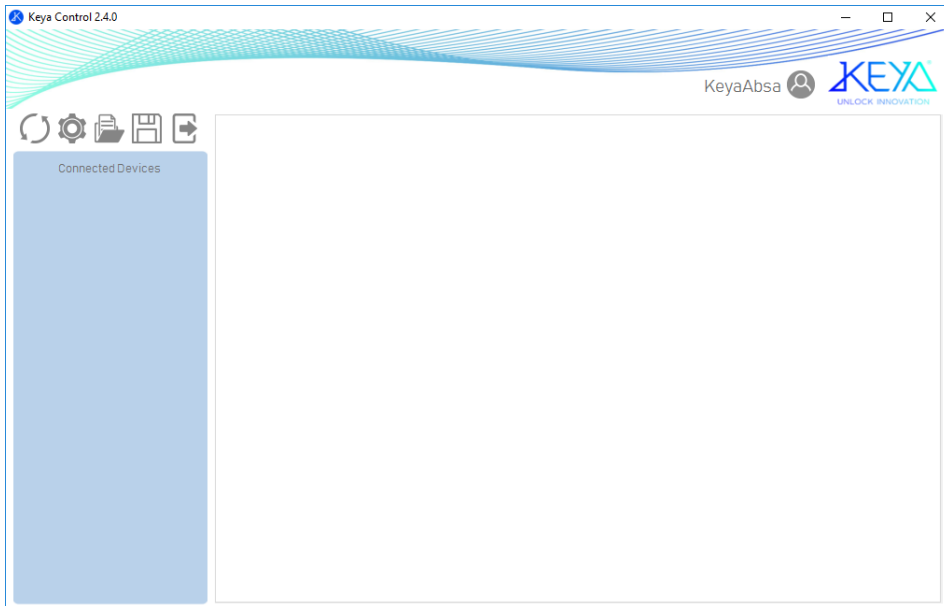 Keya Control 2.4.0
KeyaAbsa
KEYA
UNLOCK INNOVATION
Connected Devices